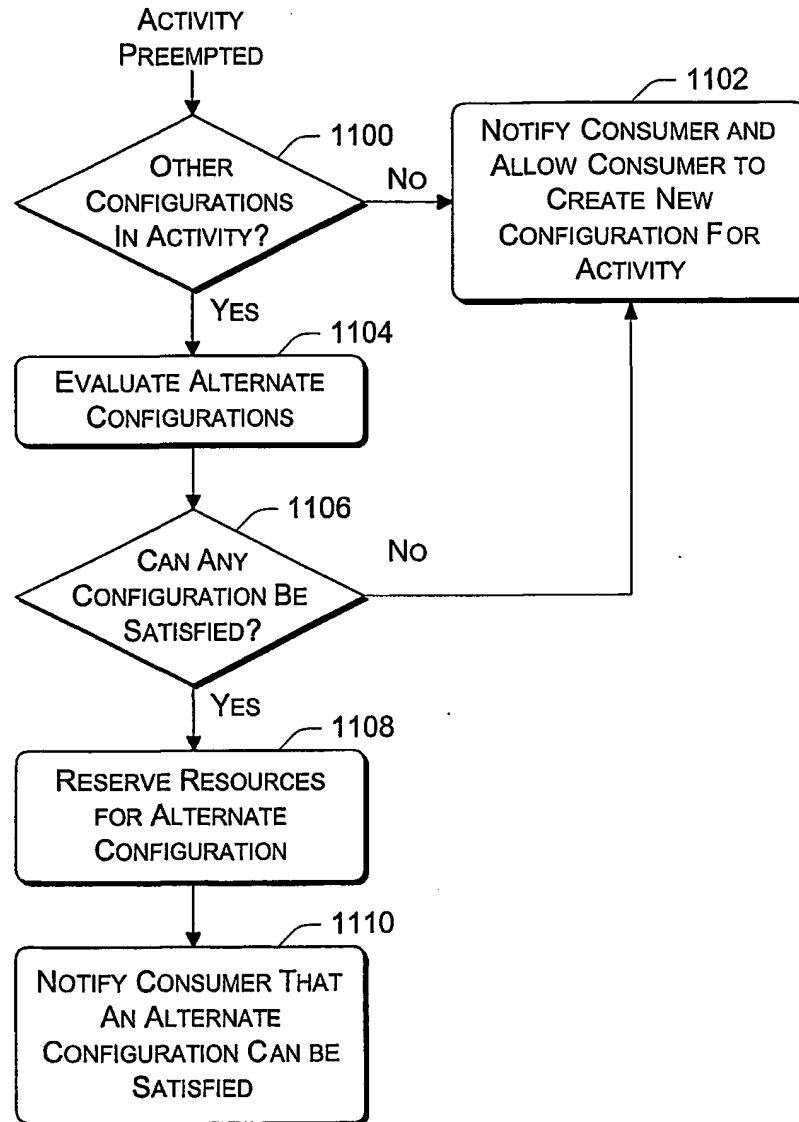 ACTIVITY
PREEMPTED
1100
OTHER
CONFIGURATIONS
IN ACTIVITY?
NO
1102
NOTIFY CONSUMER AND
ALLOW CONSUMER TO
CREATE NEW
CONFIGURATION FOR
ACTIVITY
YES
1104
EVALUATE ALTERNATE
CONFIGURATIONS
1106
CAN ANY
CONFIGURATION BE
SATISFIED?
NO
YES
1108
RESERVE RESOURCES
FOR ALTERNATE
CONFIGURATION
1110
NOTIFY CONSUMER THAT
AN ALTERNATE
CONFIGURATION CAN BE
SATISFIED